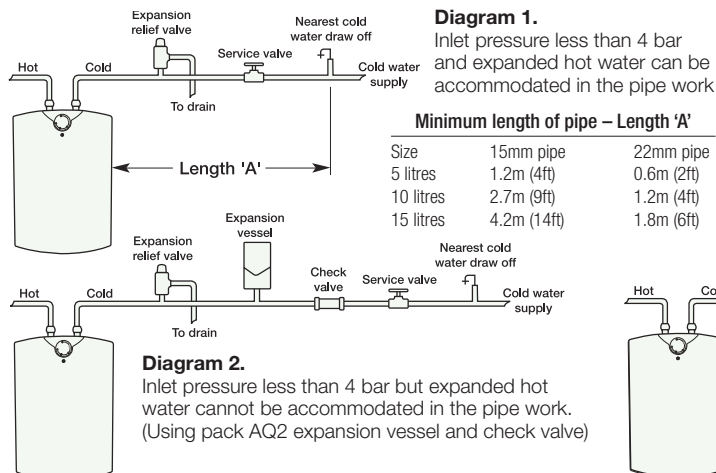 Expansion
relief valve
Service valve
Nearest cold
water draw off
Hot
Cold
Cold water
supply
To drain
Length 'A'
Diagram 1.
Inlet pressure less than 4 bar
and expanded hot water can be
accommodated in the pipe work
Minimum length of pipe – Length 'A'
Size 15mm pipe 22mm pipe
5 litres 1.2m (4ft) 0.6m (2ft)
10 litres 2.7m (9ft) 1.2m (4ft)
15 litres 4.2m (14ft) 1.8m (6ft)
Expansion
relief valve
Expansion
vessel
Check
valve
Service valve
Nearest cold
water draw off
Hot
Cold
Cold water
supply
To drain
Diagram 2.
Inlet pressure less than 4 bar but expanded hot
water cannot be accommodated in the pipe work.
(Using pack AQ2 expansion vessel and check valve)
Hot